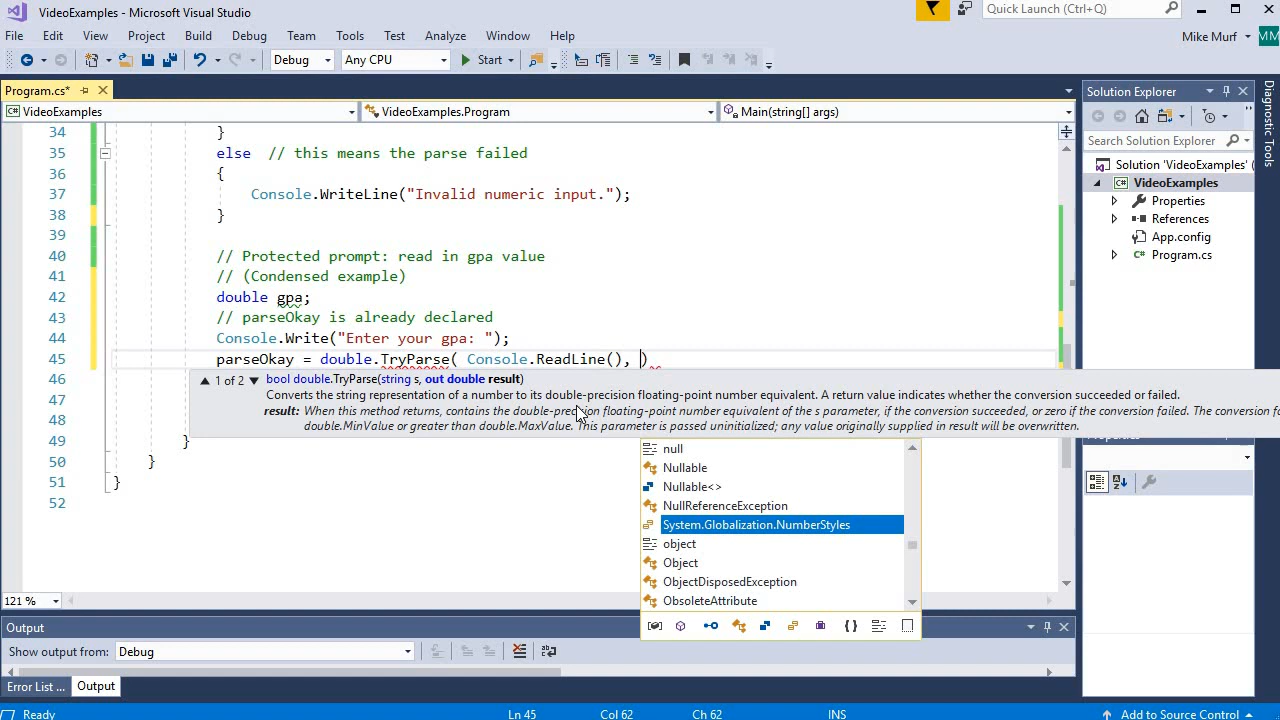 VideoExamples - Microsoft Visual Studio
Quick Launch (Ctrl+Q)
File Edit View Project Build Debug Team Tools Test Analyze Window Help
Mike Murf MM
Debug Any CPU Start
Program.cs*
VideoExamples VideoExamples.Program Main(string[] args)
34 }
35 else // this means the parse failed
36 {
37 Console.WriteLine("Invalid numeric input.");
38 }
39
40 // Protected prompt: read in gpa value
41 // (Condensed example)
42 double gpa;
43 // parseOkay is already declared
44 Console.Write("Enter your gpa: ");
45 parseOkay = double.TryParse( Console.ReadLine(), )
46
47
48
49 }
50 }
51 }
52
1 of 2 bool double.TryParse(string s, out double result)
Converts the string representation of a number to its double-precision floating-point number equivalent. A return value indicates whether the conversion succeeded or failed.
result: When this method returns, contains the double-precision floating-point number equivalent of the s parameter, if the conversion succeeded, or zero if the conversion failed. The conversion
double.MinValue or greater than double.MaxValue. This parameter is passed uninitialized; any value originally supplied in result will be overwritten.
null
Nullable
Nullable<>
NullReferenceException
System.Globalization.NumberStyles
object
Object
ObjectDisposedException
ObsoleteAttribute
121 %
Output
Show output from: Debug
Error List ... Output
Ready Ln 45 Col 62 Ch 62 INS Add to Source Control
Solution Explorer
Search Solution Explorer
Solution 'VideoExamples' (
VideoExamples
Properties
References
App.config
Program.cs
Diagnostic Tools